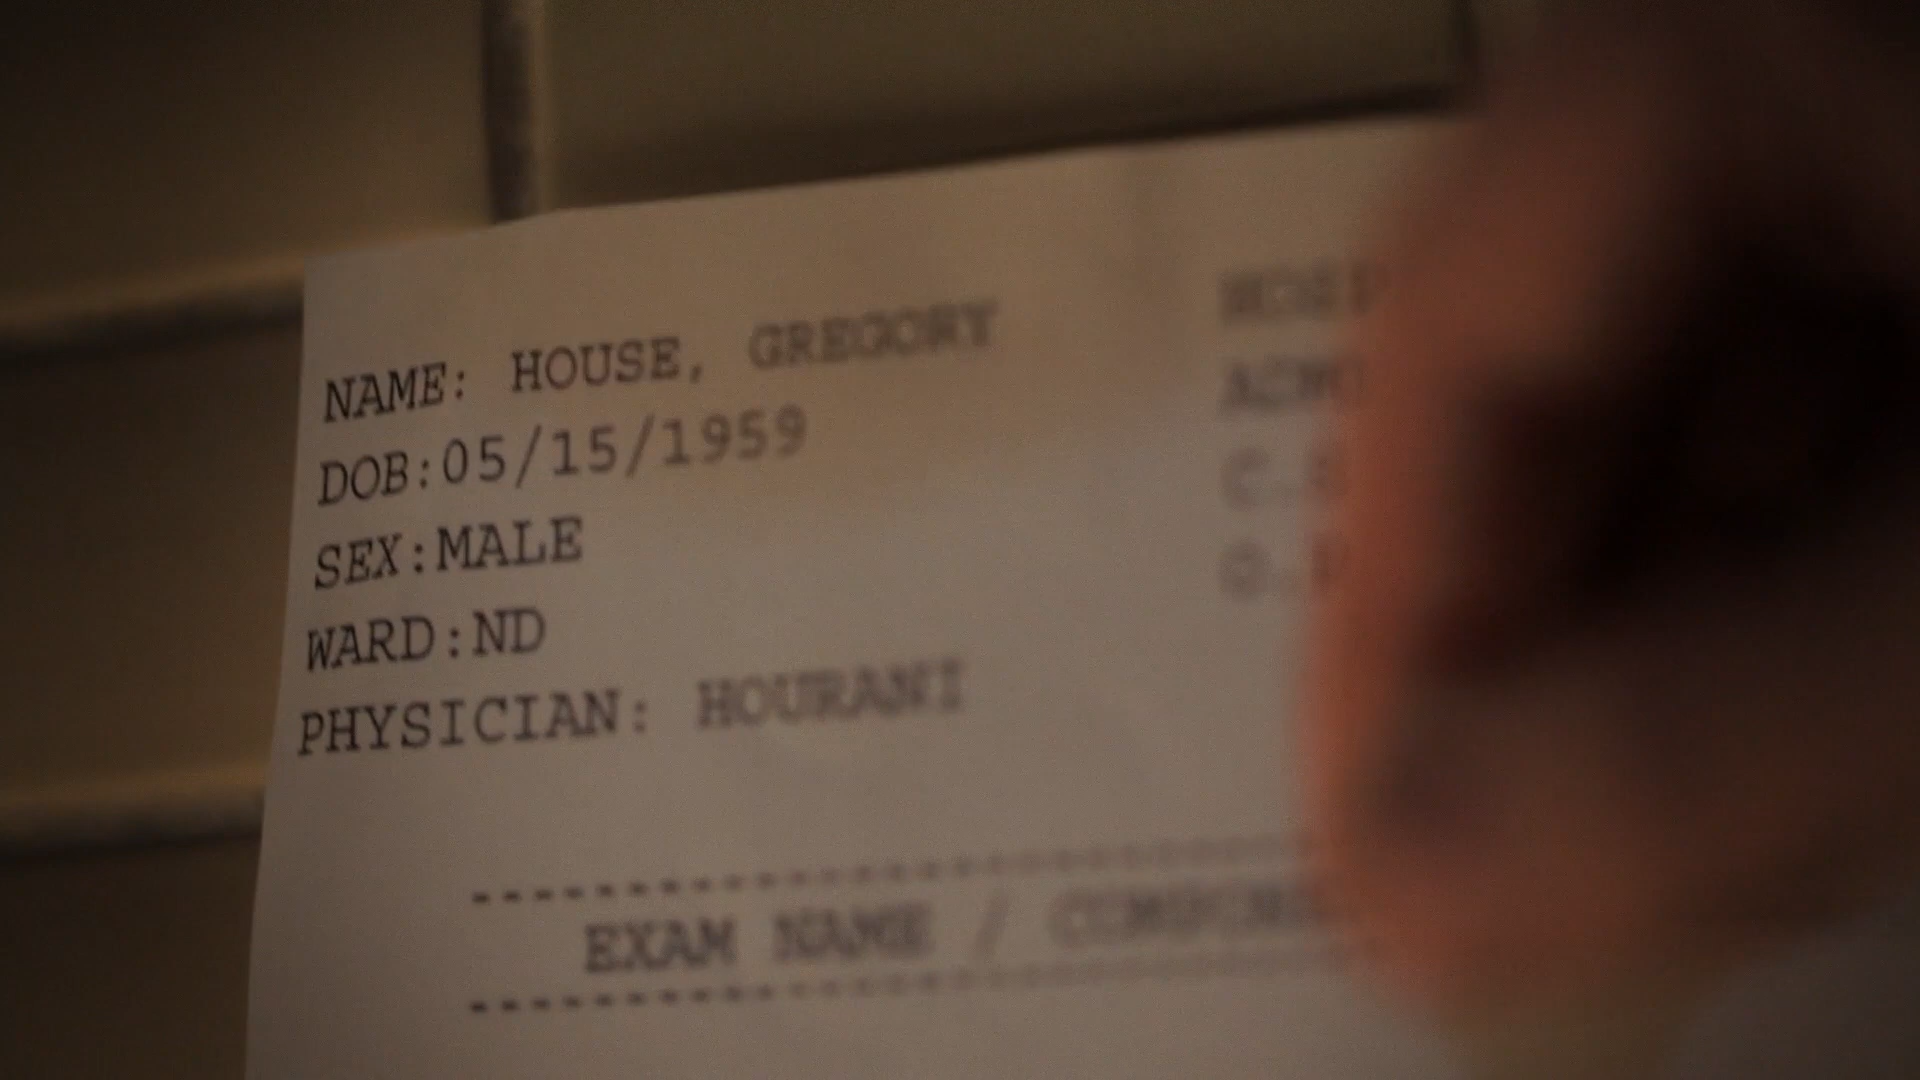 NAME: HOUSE, GREGORY
DOB:05/15/1959
SEX:MALE
WARD:ND
PHYSICIAN: HOURANI
EXAM NAME /